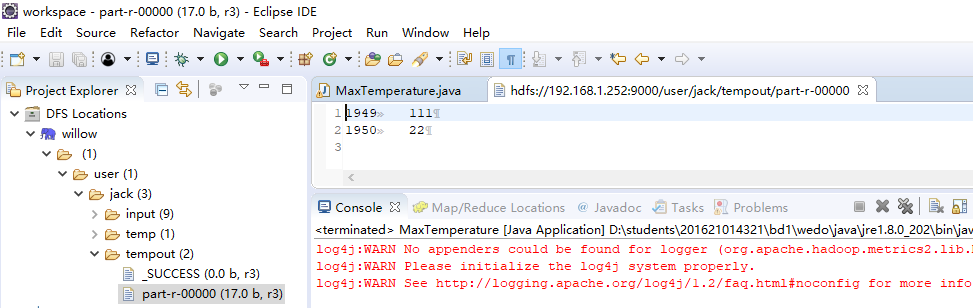 workspace - part-r-00000 (17.0 b, r3) - Eclipse IDE
File Edit Source Refactor Navigate Search Project Run Window Help
Project Explorer
DFS Locations
willow
(1)
user (1)
jack (3)
input (9)
temp (1)
tempout (2)
_SUCCESS (0.0 b, r3)
part-r-00000 (17.0 b, r3)
MaxTemperature.java
hdfs://192.168.1.252:9000/user/jack/tempout/part-r-00000
1 1949» 111¶
2 1950» 22¶
3
Console Map/Reduce Locations @ Javadoc Tasks Problems
<terminated> MaxTemperature [Java Application] D:\students\201621014321\bd1\wedo\java\jre1.8.0_202\bin\jav
log4j:WARN No appenders could be found for logger (org.apache.hadoop.metrics2.lib.
log4j:WARN Please initialize the log4j system properly.
log4j:WARN See http://logging.apache.org/log4j/1.2/faq.html#noconfig for more info